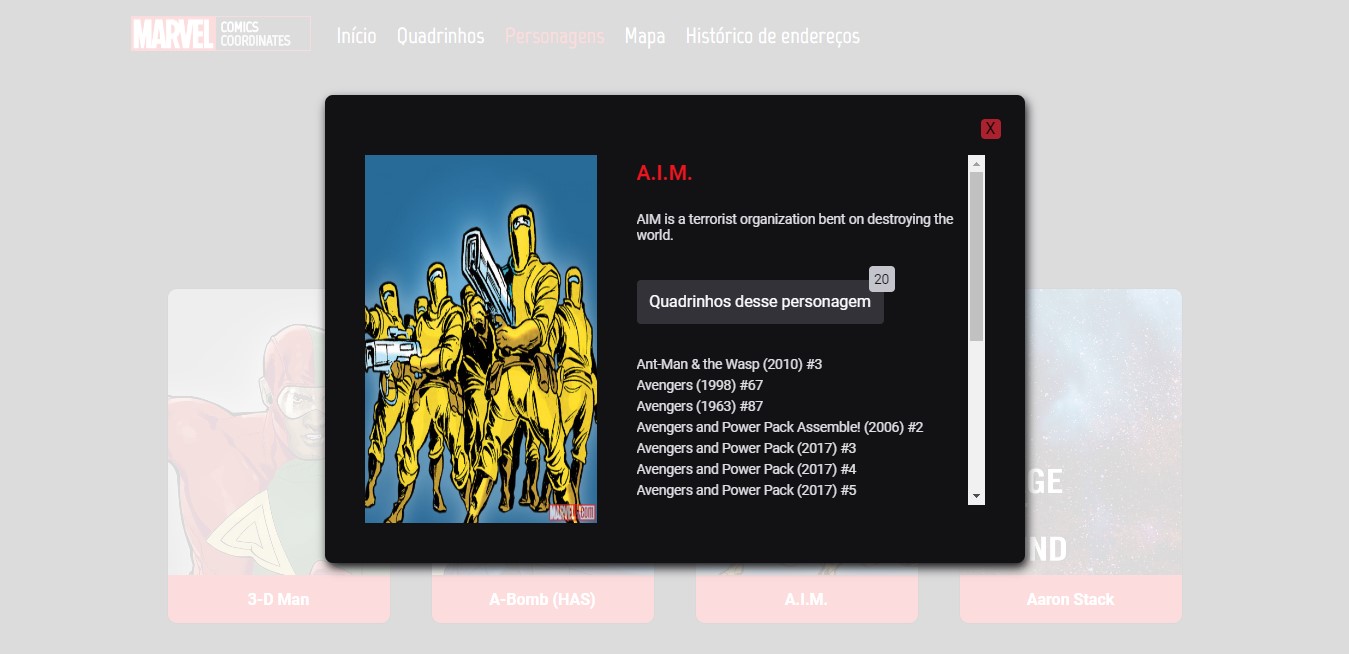 MARVEL COMICS COORDINATES
Início Quadrinhos Personagens Mapa Histórico de endereços
X
A.I.M.
AIM is a terrorist organization bent on destroying the
world.
20
Quadrinhos desse personagem
Ant-Man & the Wasp (2010) #3
Avengers (1998) #67
Avengers (1963) #87
Avengers and Power Pack Assemble! (2006) #2
Avengers and Power Pack (2017) #3
Avengers and Power Pack (2017) #4
Avengers and Power Pack (2017) #5
MARVEL.com
GE
ND
3-D Man
A-Bomb (HAS)
A.I.M.
Aaron Stack